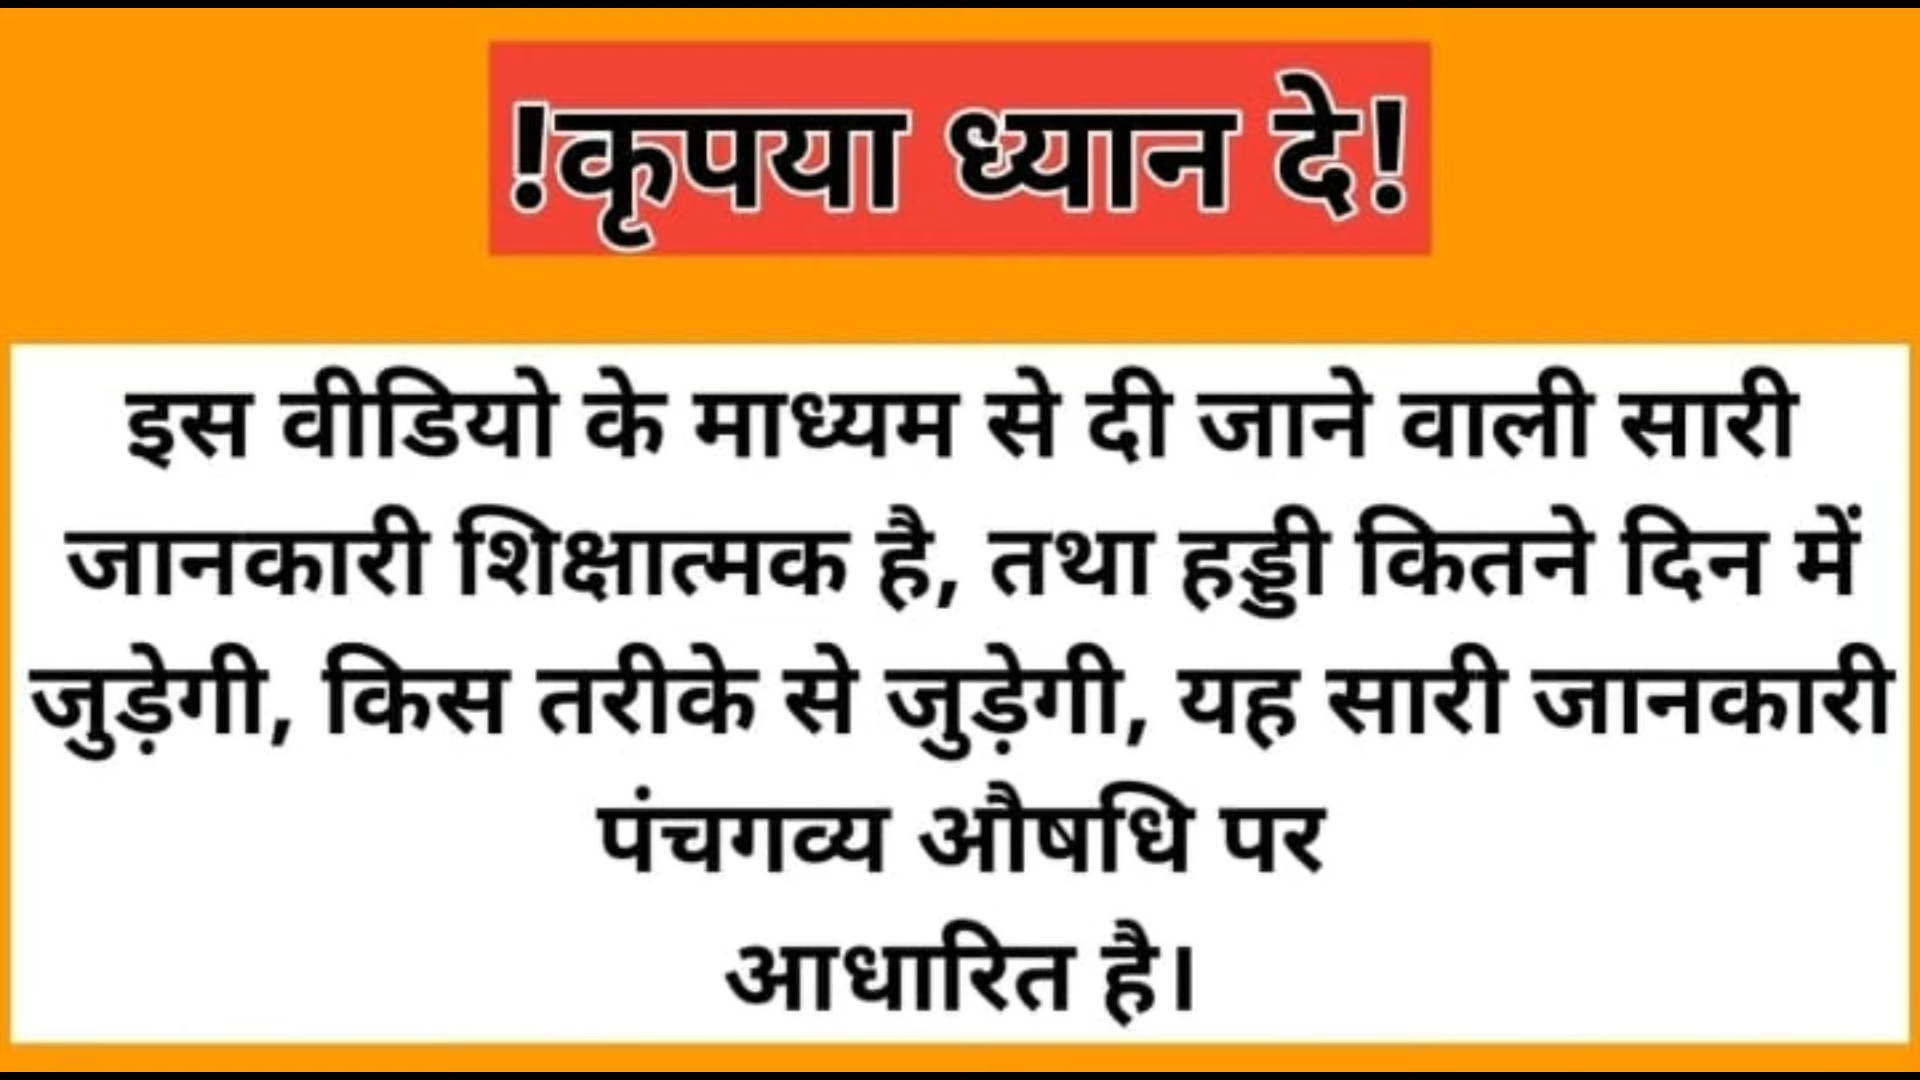 !कृपया ध्यान दे!
इस वीडियो के माध्यम से दी जाने वाली सारी
जानकारी शिक्षात्मक है, तथा हड्डी कितने दिन में
जुड़ेगी, किस तरीके से जुड़ेगी, यह सारी जानकारी
पंचगव्य औषधि पर
आधारित है।